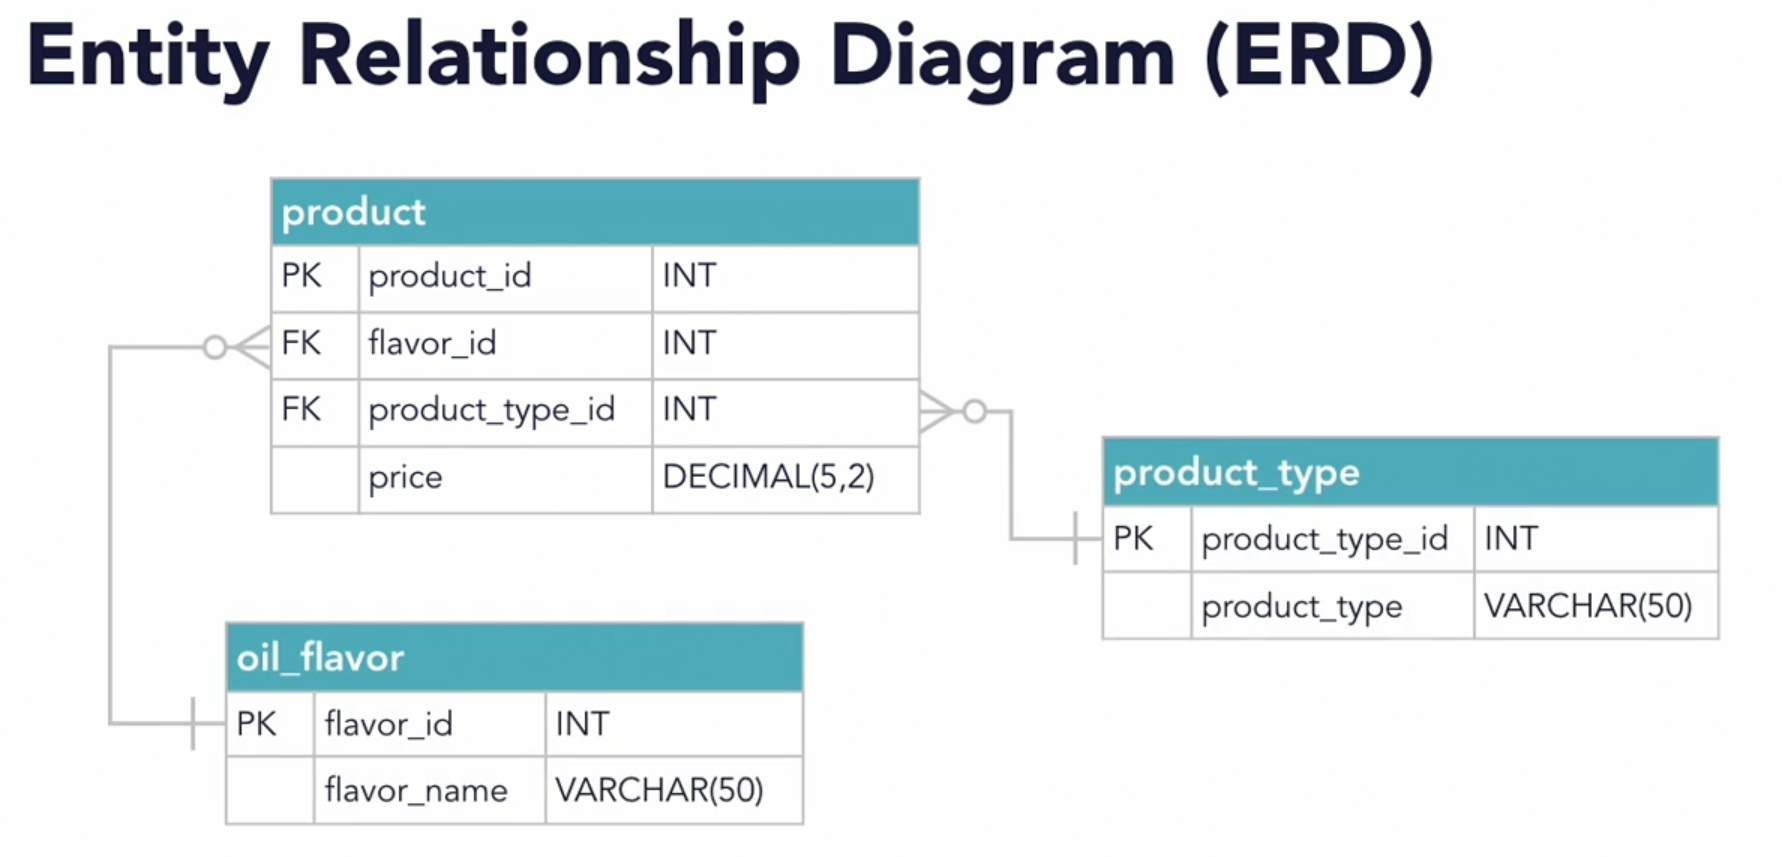 Entity Relationship Diagram (ERD)
product
PK product_id INT
FK flavor_id INT
FK product_type_id INT
price DECIMAL(5,2)
product_type
PK product_type_id INT
product_type VARCHAR(50)
oil_flavor
PK flavor_id INT
flavor_name VARCHAR(50)